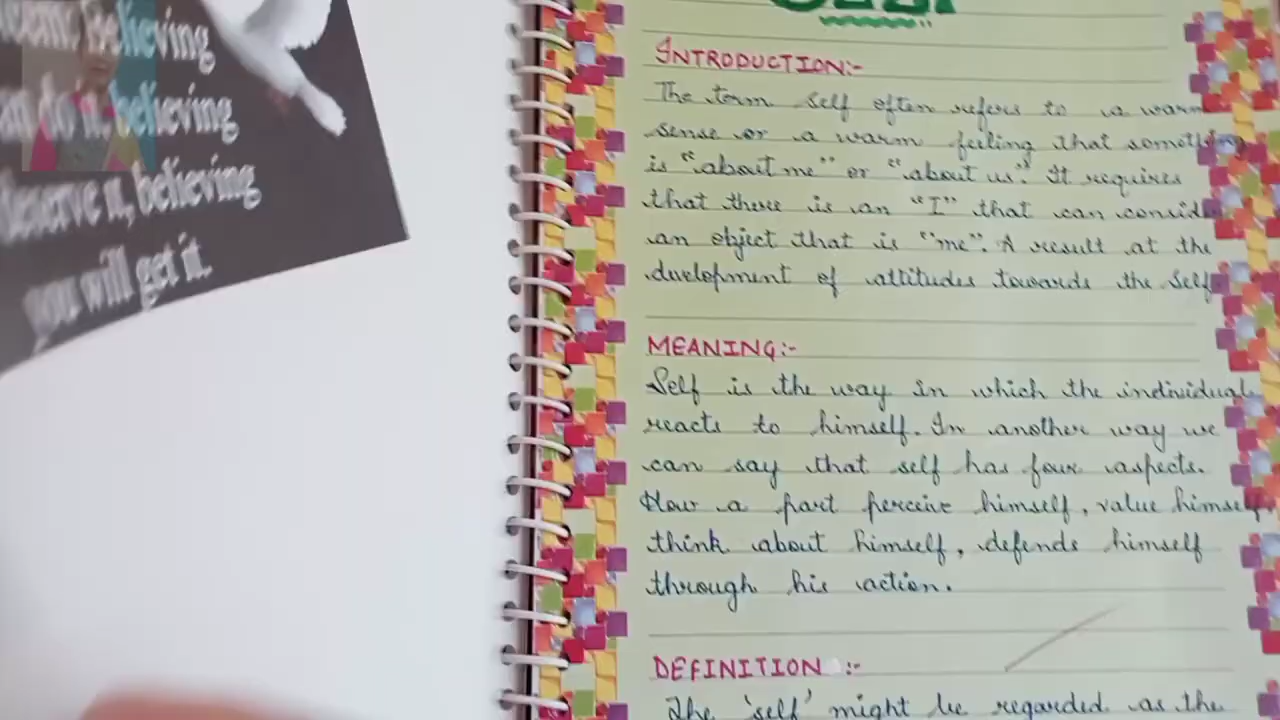 believing
believing
deserve it, believing
you will get it.
SELF
INTRODUCTION:-
The term self often refers to a warm
sense or a warm feeling that something
is "about me" or "about us". It requires
that there is an "I" that can consid
an object that is "me". A result at the
development of attitudes towards the self
MEANING:-
Self is the way in which the individual
reacts to himself. In another way we
can say that self has four aspects.
How a part perceive himself, value himself,
think about himself, defends himself
through his action.
DEFINITION :-
The 'self' might be regarded as the